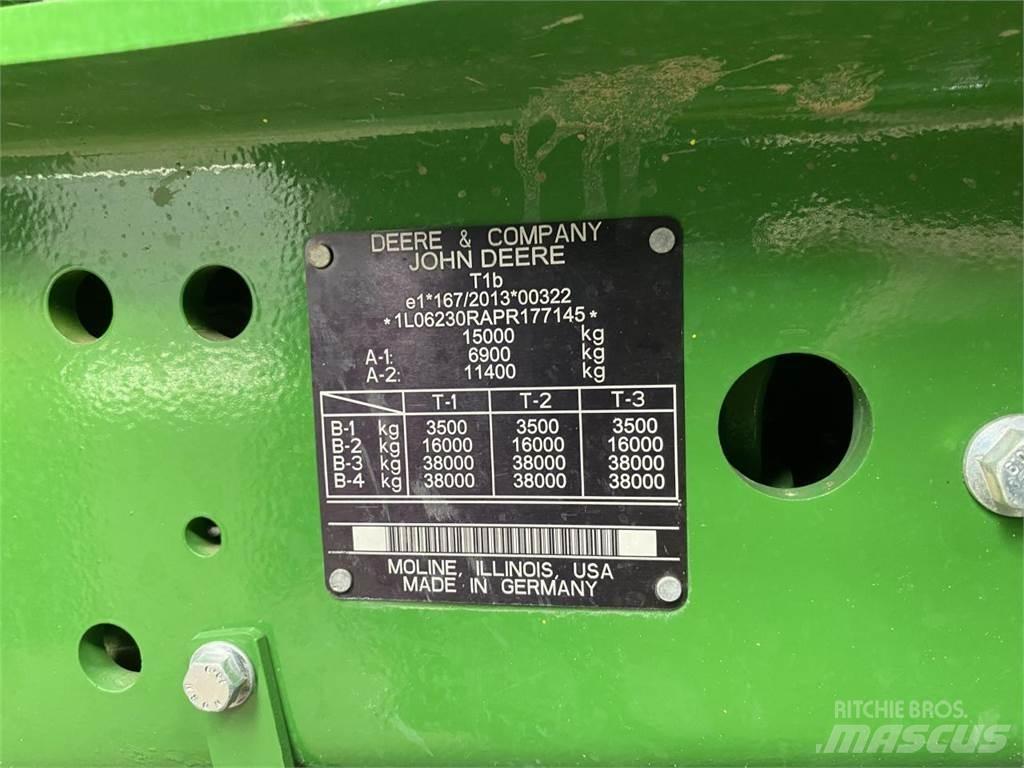 DEERE & COMPANY
JOHN DEERE
T1b
e1*167/2013*00322
*1L06230RAPR177145*
15000 kg
A-1: 6900 kg
A-2: 11400 kg
T-1 T-2 T-3
B-1 kg 3500 3500 3500
B-2 kg 16000 16000 16000
B-3 kg 38000 38000 38000
B-4 kg 38000 38000 38000
MOLINE, ILLINOIS, USA
MADE IN GERMANY
RITCHIE BROS.
MASCUS